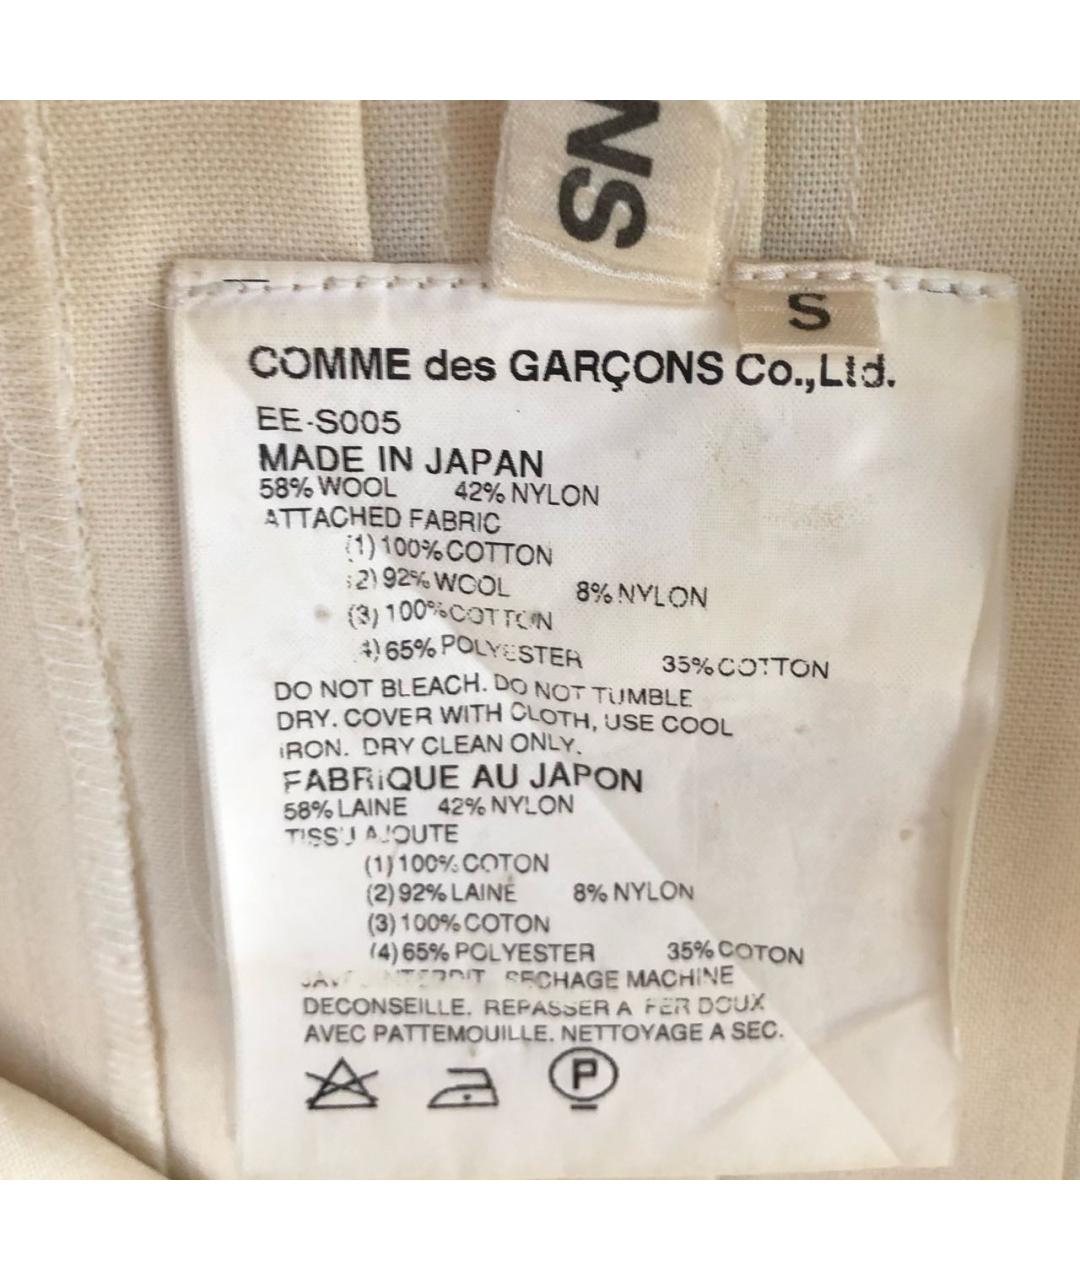 NS
S
COMME des GARÇONS Co.,Ltd.
EE-S005
MADE IN JAPAN
58% WOOL 42% NYLON
ATTACHED FABRIC
(1) 100% COTTON
(2) 92% WOOL 8% NYLON
(3) 100% COTTON
4) 65% POLYESTER 35% COTTON
DO NOT BLEACH. DO NOT TUMBLE
DRY. COVER WITH CLOTH, USE COOL
IRON. DRY CLEAN ONLY.
FABRIQUE AU JAPON
58% LAINE 42% NYLON
TISSU AJOUTE
(1) 100% COTON
(2) 92% LAINE 8% NYLON
(3) 100% COTON
(4) 65% POLYESTER 35% COTON
INTERDIT SECHAGE MACHINE
DECONSEILLE. REPASSER A FER DOUX
AVEC PATTEMOUILLE. NETTOYAGE A SEC.
P